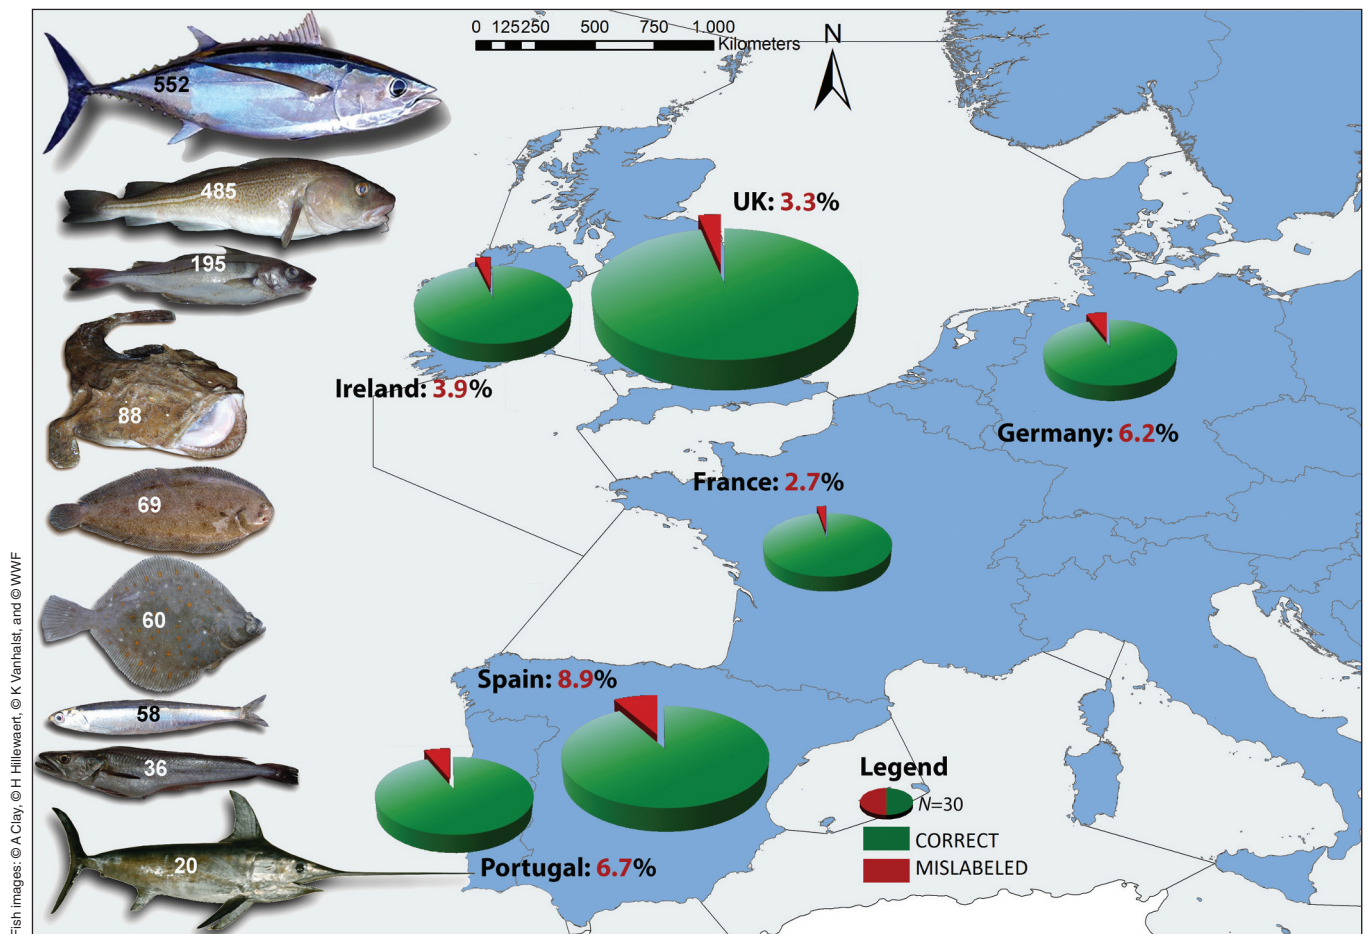 0 125250 500 750 1.000
Kilometers
N
552
485
195
88
69
60
58
36
20
UK: 3.3%
Ireland: 3.9%
Germany: 6.2%
France: 2.7%
Spain: 8.9%
Portugal: 6.7%
Legend
N=30
CORRECT
MISLABELED
Fish images: © A Clay, © H Hillewaert, © K Vanhalst, and © WWF